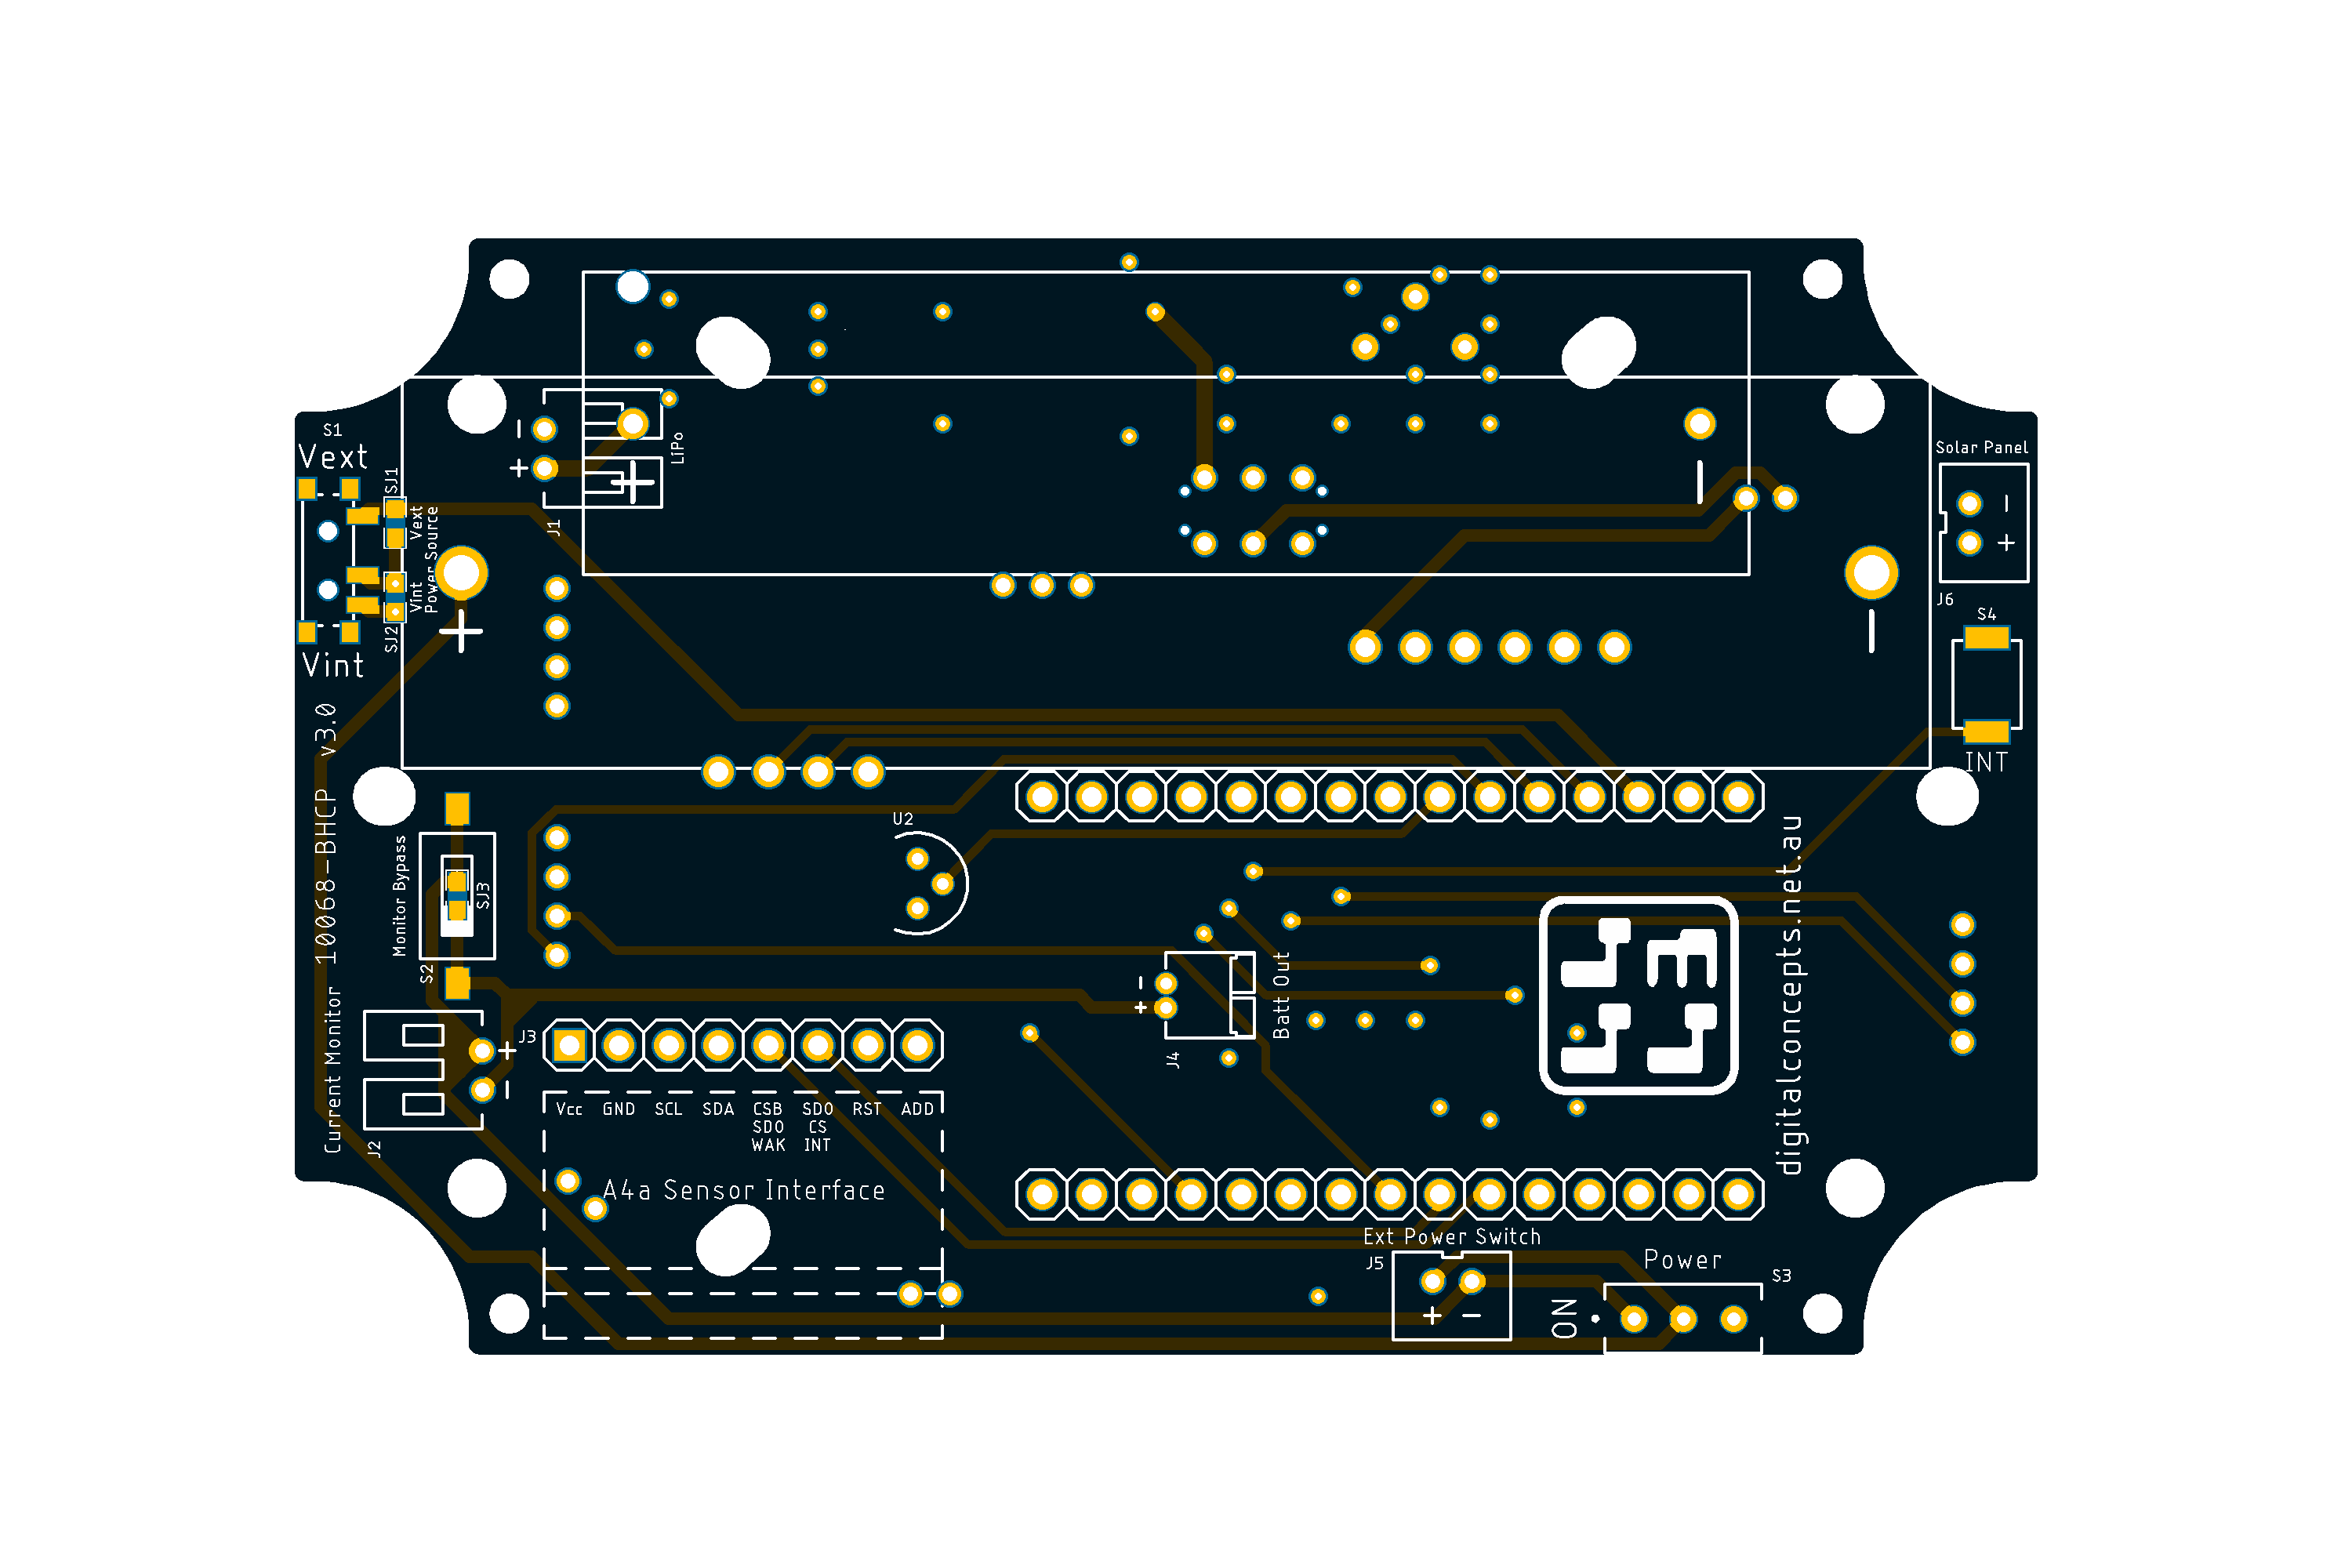 S1
Vext
SJ1
Vext
Power Source
Vint
SJ2
Vint
+
-
+
LiPo
J1
+
-
+
-
Solar Panel
-
+
J6
S4
INT
Current Monitor 10068-BHCP v3.0
Monitor Bypass
SJ3
S2
U2
-
+
Batt Out
J4
J3
+
-
J2
Vcc GND SCL SDA CSB SDO RST ADD
SDO CS
WAK INT
A4a Sensor Interface
digitalconcepts.net.au
Ext Power Switch
J5
+ -
Power
S3
ON